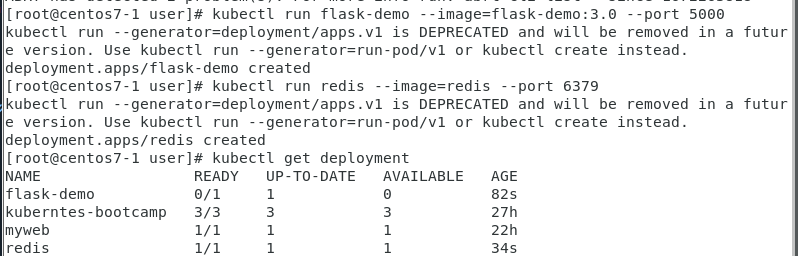 [root@centos7-1 user]# kubectl run flask-demo --image=flask-demo:3.0 --port 5000
kubectl run --generator=deployment/apps.v1 is DEPRECATED and will be removed in a futur
e version. Use kubectl run --generator=run-pod/v1 or kubectl create instead.
deployment.apps/flask-demo created
[root@centos7-1 user]# kubectl run redis --image=redis --port 6379
kubectl run --generator=deployment/apps.v1 is DEPRECATED and will be removed in a futur
e version. Use kubectl run --generator=run-pod/v1 or kubectl create instead.
deployment.apps/redis created
[root@centos7-1 user]# kubectl get deployment
NAME READY UP-TO-DATE AVAILABLE AGE
flask-demo 0/1 1 0 82s
kuberntes-bootcamp 3/3 3 3 27h
myweb 1/1 1 1 22h
redis 1/1 1 1 34s